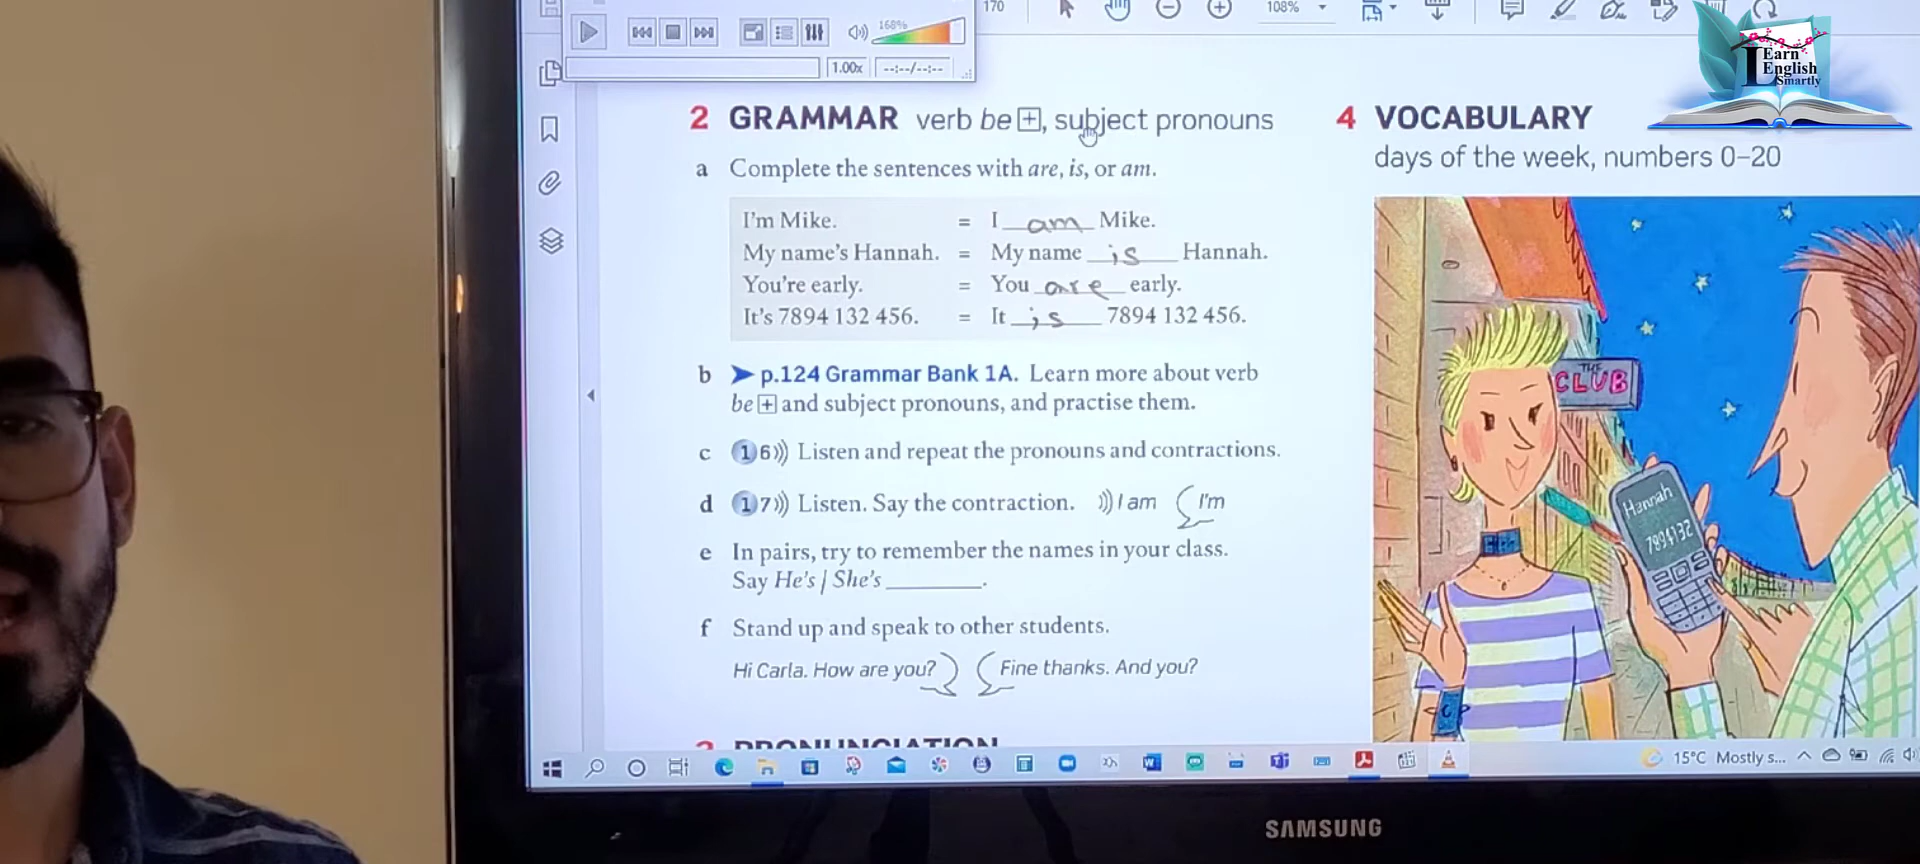 170
108%
168%
1.00x
--:--/--:--
Learn
English
Smartly
2 GRAMMAR verb be +, subject pronouns
a Complete the sentences with are, is, or am.
I'm Mike. = I am Mike.
My name's Hannah. = My name is Hannah.
You're early. = You are early.
It's 7894 132 456. = It is 7894 132 456.
b p.124 Grammar Bank 1A. Learn more about verb
be + and subject pronouns, and practise them.
c 1 6))) Listen and repeat the pronouns and contractions.
d 1 7))) Listen. Say the contraction. ))) I am I'm
e In pairs, try to remember the names in your class.
Say He's / She's ________.
f Stand up and speak to other students.
Hi Carla. How are you? Fine thanks. And you?
PRONUNCIATION
4 VOCABULARY
days of the week, numbers 0–20
THE
CLUB
Hannah
7894132
15°C Mostly s...
SAMSUNG